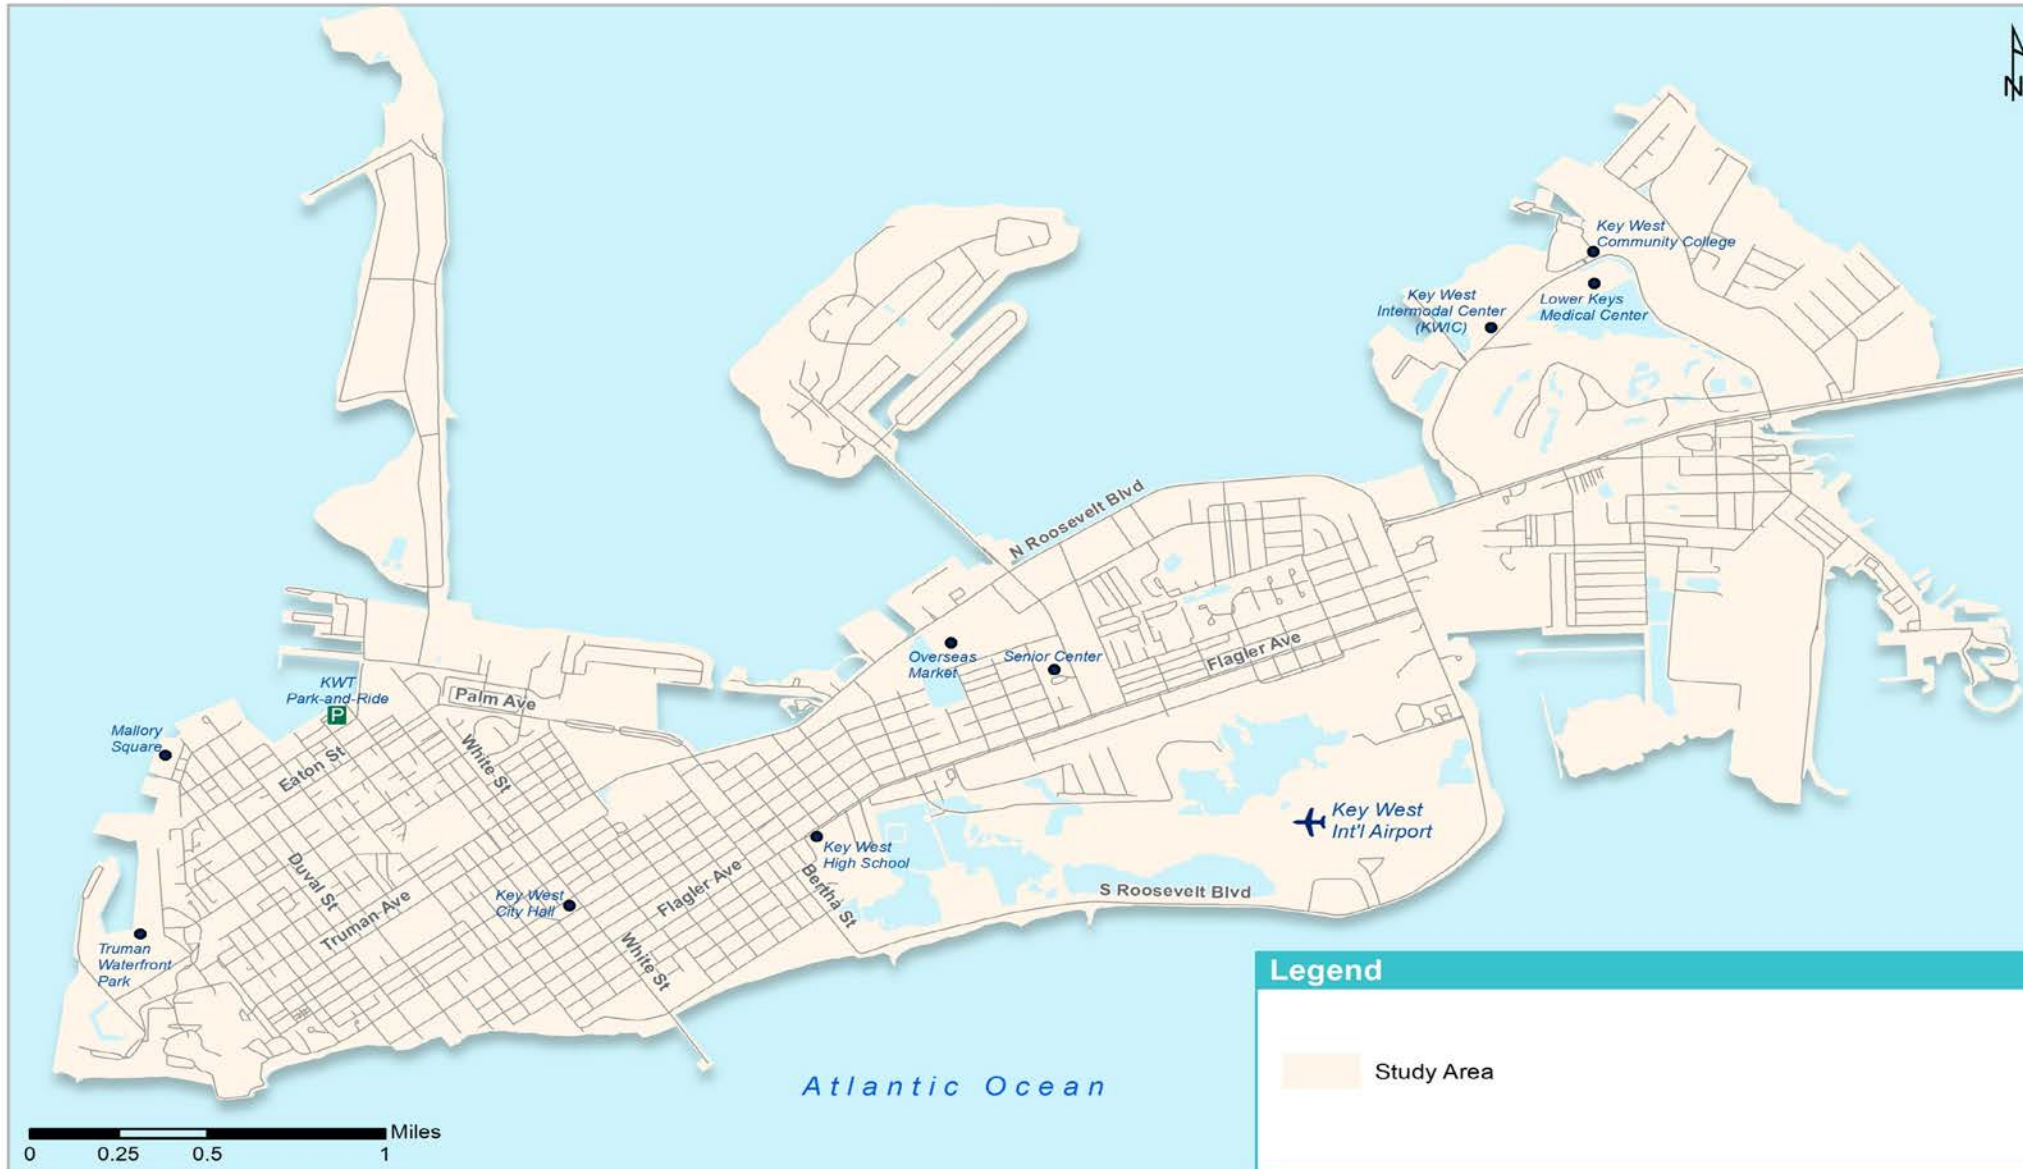 N
Key West
Community College
Key West
Intermodal Center
(KWIC)
Lower Keys
Medical Center
N Roosevelt Blvd
Overseas
Market
Senior Center
Flagler Ave
KWT
Park-and-Ride
P
Palm Ave
Mallory
Square
Eaton St
White St
Key West
Int'l Airport
Key West
High School
Duval St
Truman Ave
Key West
City Hall
Flagler Ave
Bertha St
S Roosevelt Blvd
White St
Truman
Waterfront
Park
Legend
Study Area
Atlantic Ocean
Miles
0 0.25 0.5 1